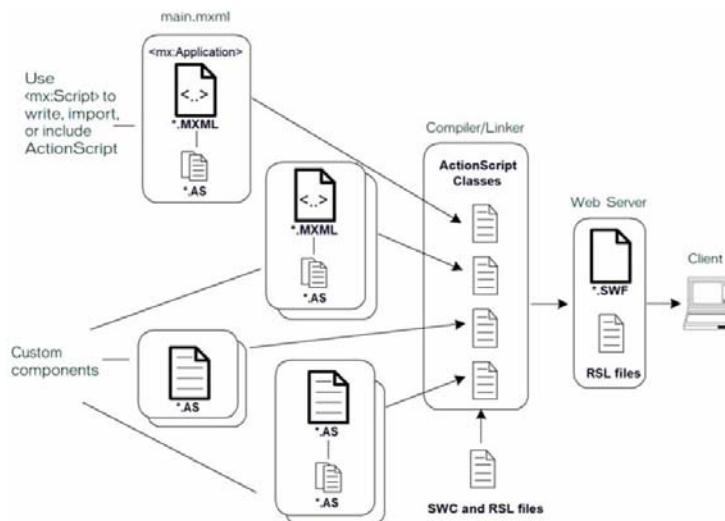 main.mxml
<mx:Application>
<..>
*.MXML
*.AS
Use
<mx:Script> to
write, import,
or include
ActionScript
<..>
*.MXML
*.AS
Custom
components
*.AS
*.AS
*.AS
Compiler/Linker
ActionScript
Classes
SWC and RSL files
Web Server
*.SWF
RSL files
Client